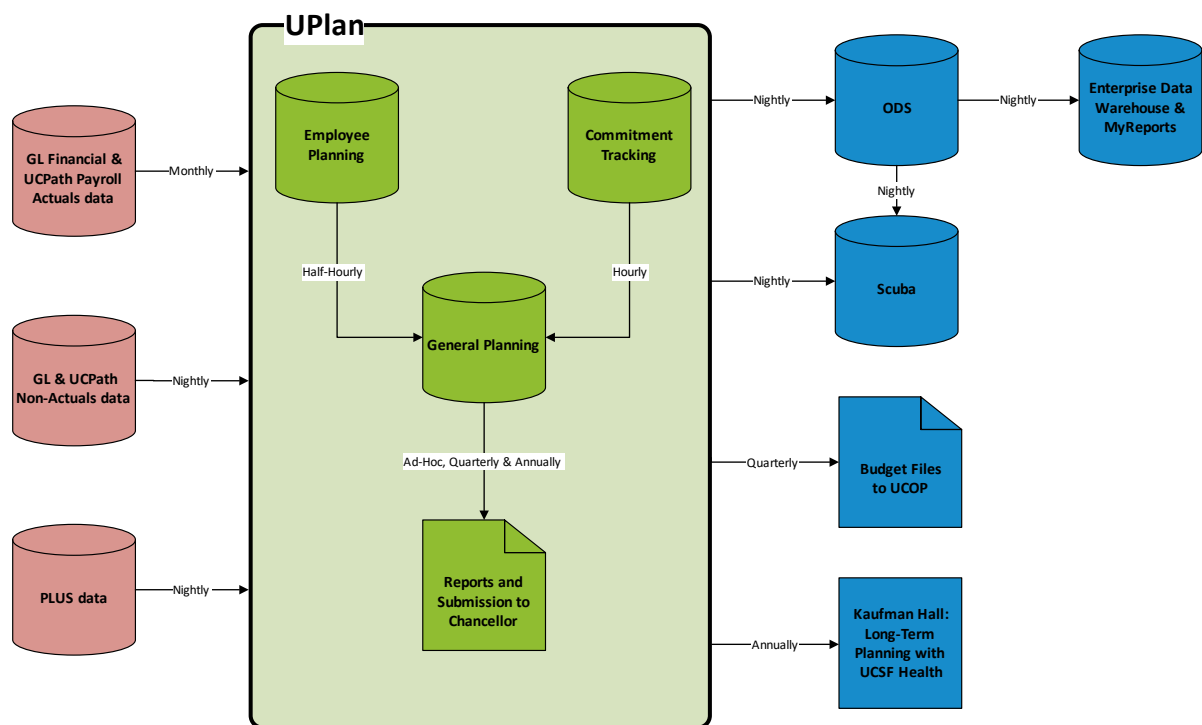 UPlan
GL Financial &
UCPath Payroll
Actuals data
Monthly
GL & UCPath
Non-Actuals data
Nightly
PLUS data
Nightly
Employee
Planning
Commitment
Tracking
Half-Hourly
Hourly
General Planning
Ad-Hoc, Quarterly & Annually
Reports and
Submission to
Chancellor
Nightly
ODS
Nightly
Enterprise Data
Warehouse &
MyReports
Nightly
Nightly
Scuba
Quarterly
Budget Files
to UCOP
Annually
Kaufman Hall:
Long-Term
Planning with
UCSF Health